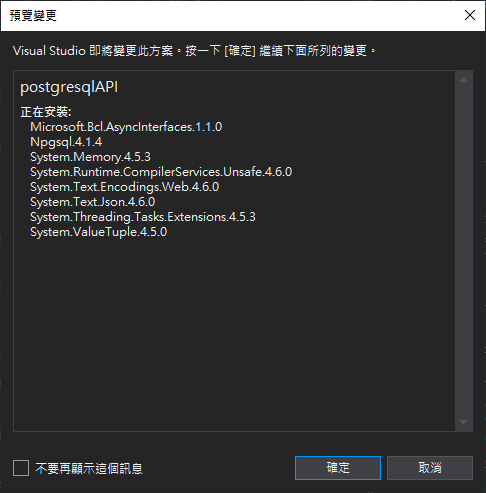 預覽變更
Visual Studio 即將變更此方案。按一下 [確定] 繼續下面所列的變更。
postgresqlAPI
正在安裝:
Microsoft.Bcl.AsyncInterfaces.1.1.0
Npgsql.4.1.4
System.Memory.4.5.3
System.Runtime.CompilerServices.Unsafe.4.6.0
System.Text.Encodings.Web.4.6.0
System.Text.Json.4.6.0
System.Threading.Tasks.Extensions.4.5.3
System.ValueTuple.4.5.0
不要再顯示這個訊息
確定
取消